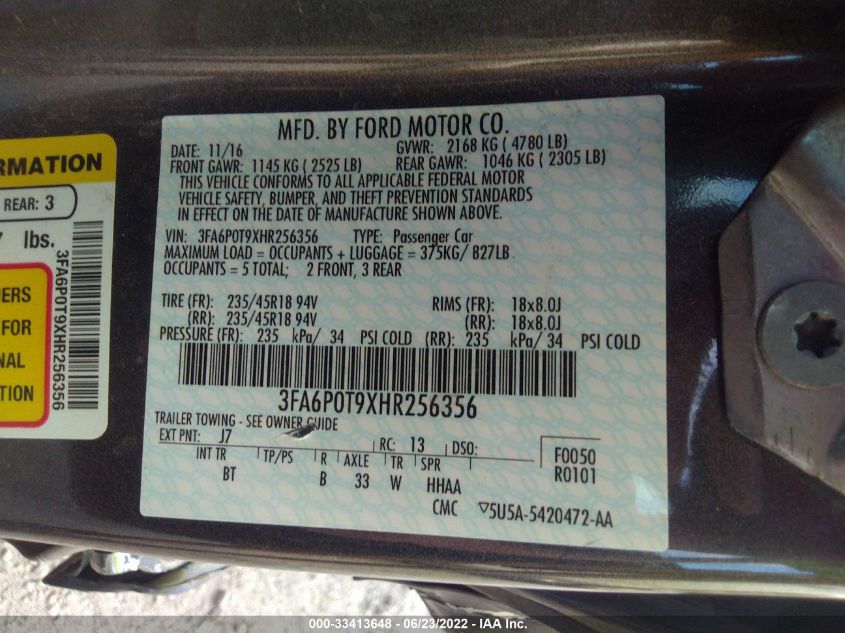 MFD. BY FORD MOTOR CO.
DATE: 11/16 GVWR: 2168 KG ( 4780 LB)
FRONT GAWR: 1145 KG ( 2525 LB) REAR GAWR: 1046 KG ( 2305 LB)
THIS VEHICLE CONFORMS TO ALL APPLICABLE FEDERAL MOTOR
VEHICLE SAFETY, BUMPER, AND THEFT PREVENTION STANDARDS
IN EFFECT ON THE DATE OF MANUFACTURE SHOWN ABOVE.
VIN: 3FA6P0T9XHR256356 TYPE: Passenger Car
MAXIMUM LOAD = OCCUPANTS + LUGGAGE = 375KG/ 827LB
OCCUPANTS = 5 TOTAL; 2 FRONT, 3 REAR
TIRE (FR): 235/45R18 94V RIMS (FR): 18x8.0J
(RR): 235/45R18 94V (RR): 18x8.0J
PRESSURE (FR): 235 kPa/ 34 PSI COLD (RR): 235 kPa/ 34 PSI COLD
3FA6P0T9XHR256356
TRAILER TOWING - SEE OWNER GUIDE
EXT PNT: J7 RC: 13 DSO:
INT TR TP/PS R AXLE TR SPR
BT B 33 W HHAA
F0050
R0101
CMC ▽5U5A-5420472-AA
RMATION
REAR: 3
lbs.
3FA6P0T9XHR256356
ERS
FOR
NAL
TION
000-33413648 - 06/23/2022 - IAA Inc.